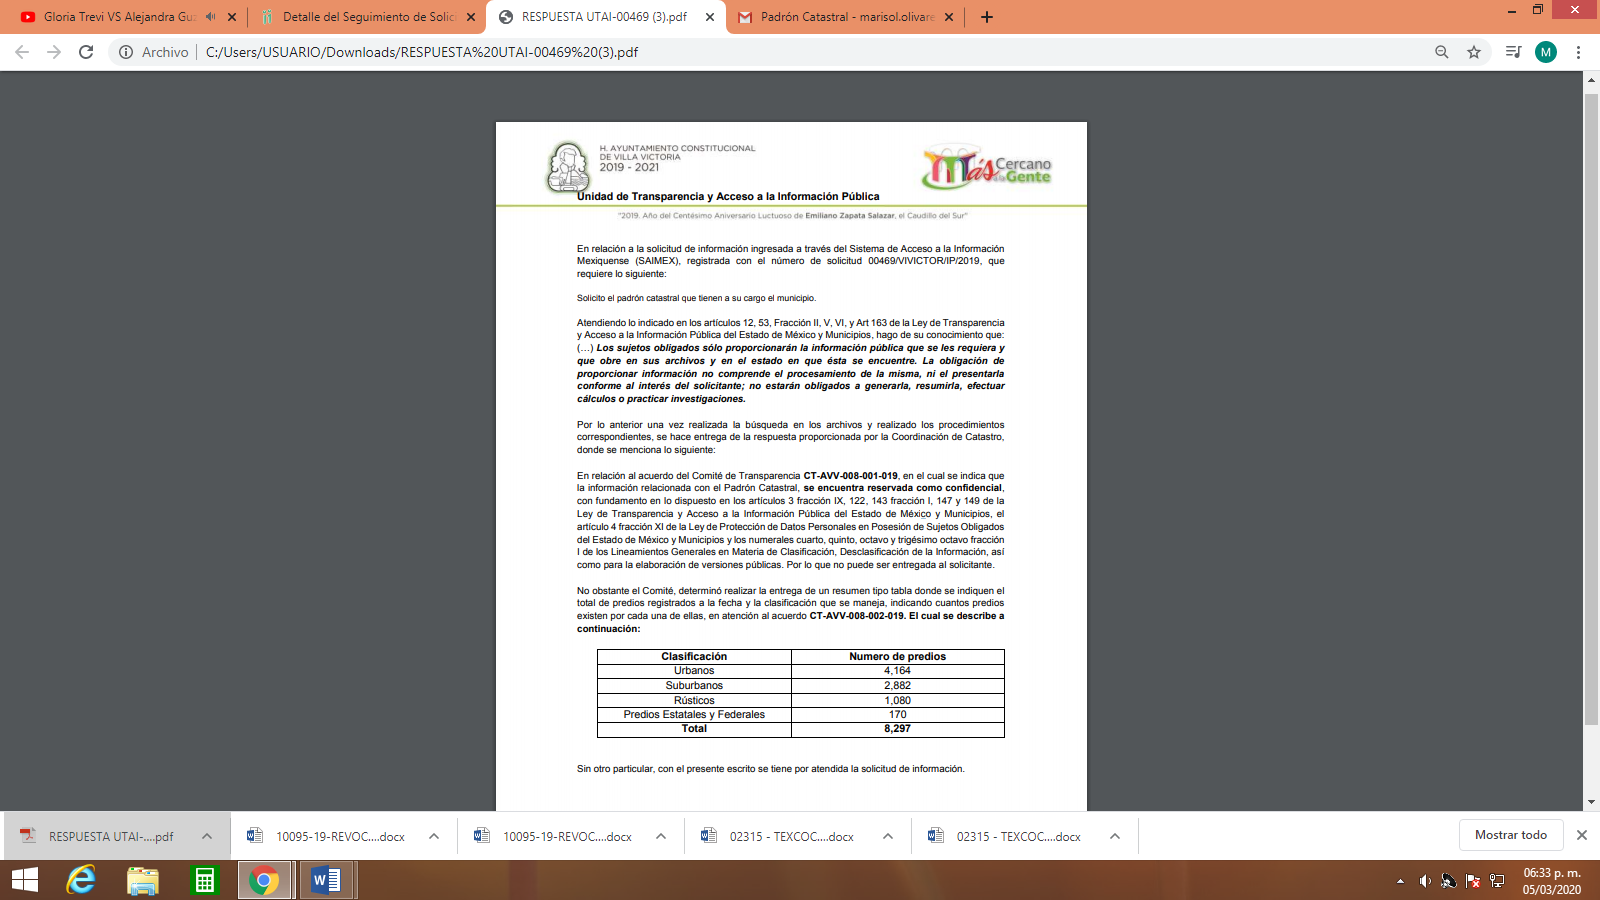 Gloria Trevi VS Alejandra Guz
Detalle del Seguimiento de Solici
RESPUESTA UTAI-00469 (3).pdf
Padrón Catastral - marisol.olivare
Archivo
C:/Users/USUARIO/Downloads/RESPUESTA%20UTAI-00469%20(3).pdf
M
H. AYUNTAMIENTO CONSTITUCIONAL
DE VILLA VICTORIA
2019 - 2021
Más Cercano
a la Gente
Unidad de Transparencia y Acceso a la Información Pública
"2019. Año del Centésimo Aniversario Luctuoso de Emiliano Zapata Salazar, el Caudillo del Sur"
En relación a la solicitud de información ingresada a través del Sistema de Acceso a la Información
Mexiquense (SAIMEX), registrada con el número de solicitud 00469/VIVICTOR/IP/2019, que
requiere lo siguiente:
Solicito el padrón catastral que tienen a su cargo el municipio.
Atendiendo lo indicado en los artículos 12, 53, Fracción II, V, VI, y Art 163 de la Ley de Transparencia
y Acceso a la Información Pública del Estado de México y Municipios, hago de su conocimiento que:
(…) Los sujetos obligados sólo proporcionarán la información pública que se les requiera y
que obre en sus archivos y en el estado en que ésta se encuentre. La obligación de
proporcionar información no comprende el procesamiento de la misma, ni el presentarla
conforme al interés del solicitante; no estarán obligados a generarla, resumirla, efectuar
cálculos o practicar investigaciones.
Por lo anterior una vez realizada la búsqueda en los archivos y realizado los procedimientos
correspondientes, se hace entrega de la respuesta proporcionada por la Coordinación de Catastro,
donde se menciona lo siguiente:
En relación al acuerdo del Comité de Transparencia CT-AVV-008-001-019, en el cual se indica que
la información relacionada con el Padrón Catastral, se encuentra reservada como confidencial,
con fundamento en lo dispuesto en los artículos 3 fracción IX, 122, 143 fracción I, 147 y 149 de la
Ley de Transparencia y Acceso a la Información Pública del Estado de México y Municipios, el
artículo 4 fracción XI de la Ley de Protección de Datos Personales en Posesión de Sujetos Obligados
del Estado de México y Municipios y los numerales cuarto, quinto, octavo y trigésimo octavo fracción
I de los Lineamientos Generales en Materia de Clasificación, Desclasificación de la Información, así
como para la elaboración de versiones públicas. Por lo que no puede ser entregada al solicitante.
No obstante el Comité, determinó realizar la entrega de un resumen tipo tabla donde se indiquen el
total de predios registrados a la fecha y la clasificación que se maneja, indicando cuantos predios
existen por cada una de ellas, en atención al acuerdo CT-AVV-008-002-019. El cual se describe a
continuación:
Clasificación Numero de predios
Urbanos 4,164
Suburbanos 2,882
Rústicos 1,080
Predios Estatales y Federales 170
Total 8,297
Sin otro particular, con el presente escrito se tiene por atendida la solicitud de información.
RESPUESTA UTAI-....pdf
10095-19-REVOC....docx
10095-19-REVOC....docx
02315 - TEXCOC....docx
02315 - TEXCOC....docx
Mostrar todo
06:33 p. m.
05/03/2020